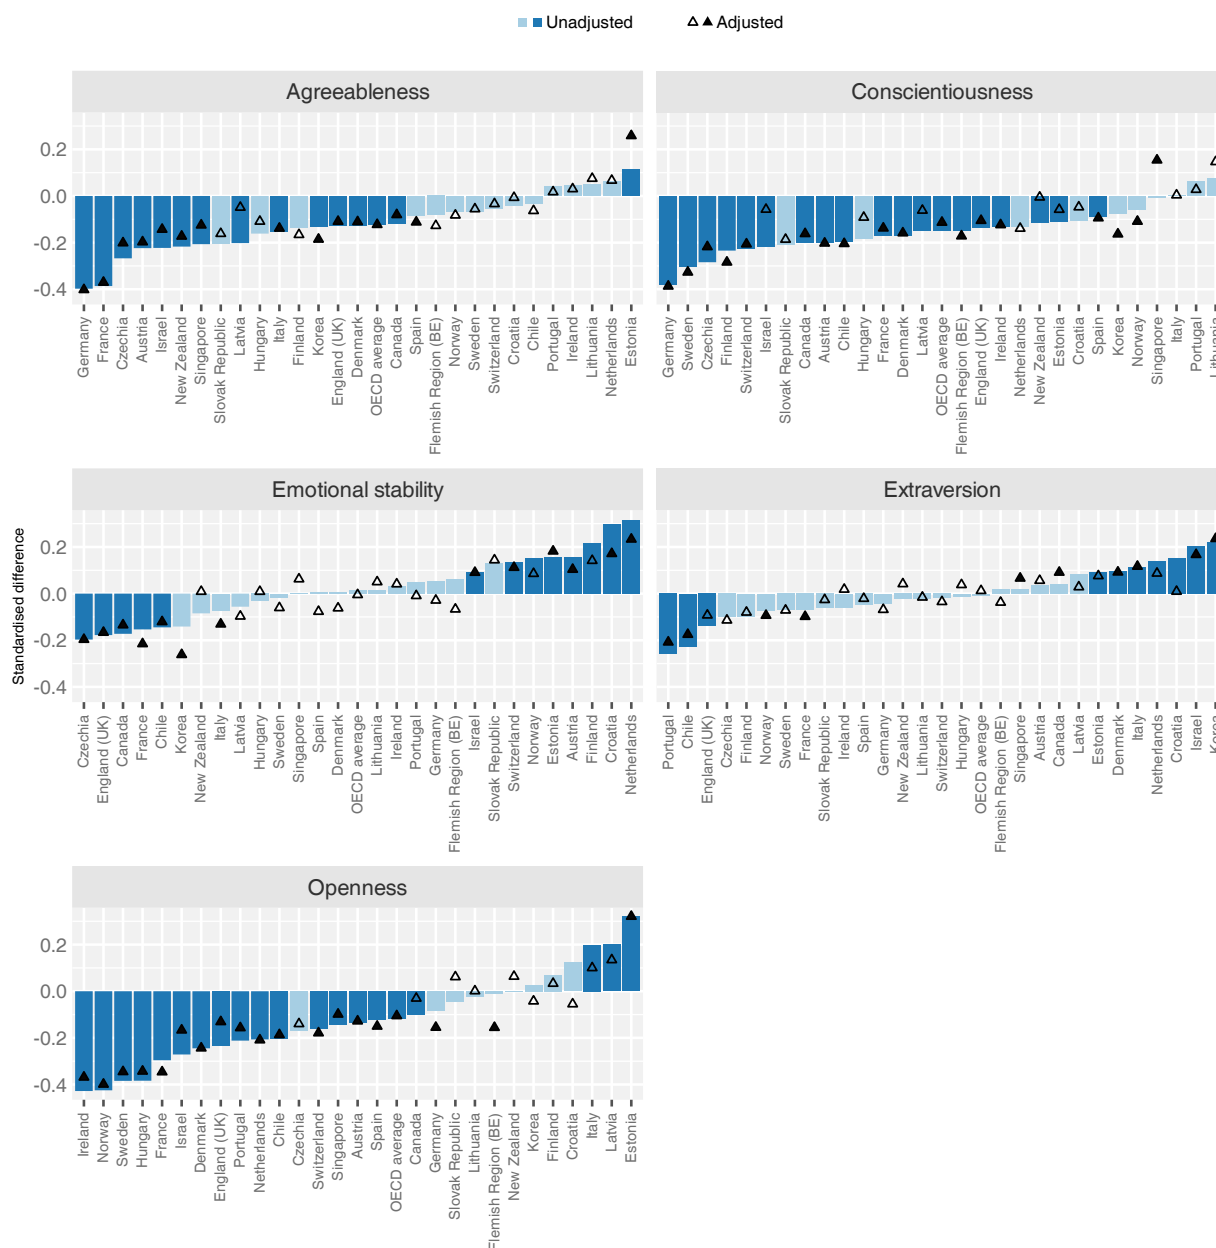 Unadjusted Adjusted
Agreeableness
0.2
0.0
-0.2
-0.4
Germany
France
Czechia
Austria
Israel
New Zealand
Singapore
Slovak Republic
Latvia
Hungary
Italy
Finland
Korea
England (UK)
Denmark
OECD average
Canada
Spain
Flemish Region (BE)
Norway
Sweden
Switzerland
Croatia
Chile
Portugal
Ireland
Lithuania
Netherlands
Estonia
Conscientiousness
Germany
Sweden
Czechia
Finland
Switzerland
Israel
Slovak Republic
Canada
Austria
Chile
Hungary
France
Denmark
Latvia
OECD average
Flemish Region (BE)
England (UK)
Ireland
Netherlands
New Zealand
Estonia
Croatia
Spain
Korea
Norway
Singapore
Italy
Portugal
Lithuania
Standardised difference
Emotional stability
0.2
0.0
-0.2
-0.4
Czechia
England (UK)
Canada
France
Chile
Korea
New Zealand
Italy
Latvia
Hungary
Sweden
Singapore
Spain
Denmark
OECD average
Lithuania
Ireland
Portugal
Germany
Flemish Region (BE)
Israel
Slovak Republic
Switzerland
Norway
Estonia
Austria
Finland
Croatia
Netherlands
Extraversion
Portugal
Chile
England (UK)
Czechia
Finland
Norway
Sweden
France
Slovak Republic
Ireland
Spain
Germany
New Zealand
Lithuania
Switzerland
Hungary
OECD average
Flemish Region (BE)
Singapore
Austria
Canada
Latvia
Estonia
Denmark
Italy
Netherlands
Croatia
Israel
Korea
Openness
0.2
0.0
-0.2
-0.4
Ireland
Norway
Sweden
Hungary
France
Israel
Denmark
England (UK)
Portugal
Netherlands
Chile
Czechia
Switzerland
Singapore
Austria
Spain
OECD average
Canada
Germany
Slovak Republic
Lithuania
Flemish Region (BE)
New Zealand
Korea
Finland
Croatia
Italy
Latvia
Estonia